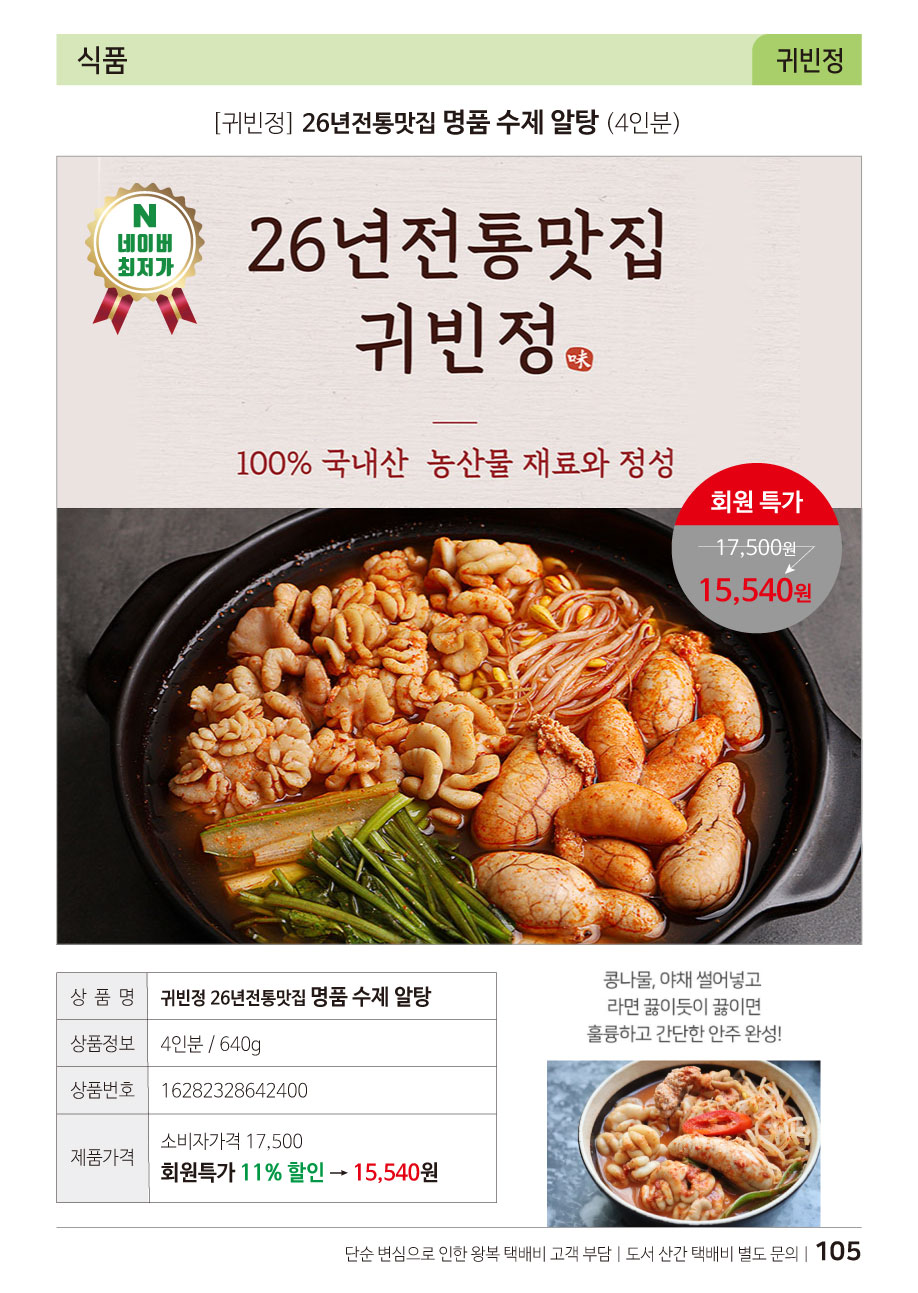 식품
귀빈정
[귀빈정] 26년전통맛집 명품 수제 알탕 (4인분)
N
네이버
최저가
26년전통맛집
귀빈정
味
100% 국내산 농산물 재료와 정성
회원 특가
17,500원
15,540원
상 품 명 귀빈정 26년전통맛집 명품 수제 알탕
상품정보 4인분 / 640g
상품번호 16282328642400
제품가격 소비자가격 17,500
회원특가 11% 할인 → 15,540원
콩나물, 야채 썰어넣고
라면 끓이듯이 끓이면
훌륭하고 간단한 안주 완성!
단순 변심으로 인한 왕복 택배비 고객 부담 | 도서 산간 택배비 별도 문의 | 105